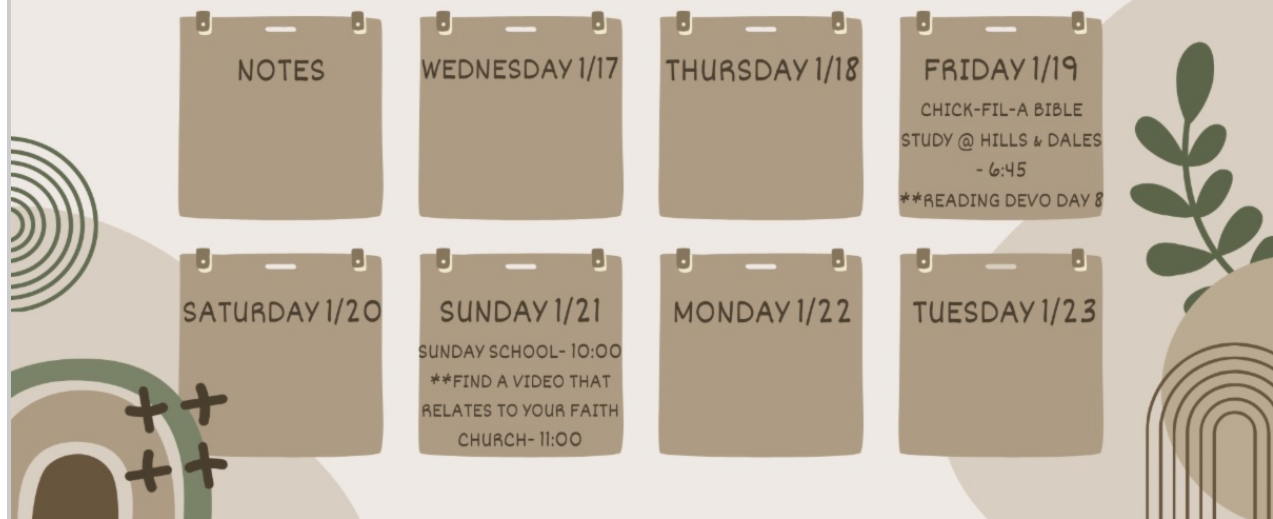 NOTES
WEDNESDAY 1/17
THURSDAY 1/18
FRIDAY 1/19
CHICK-FIL-A BIBLE
STUDY @ HILLS & DALES
- 6:45
**READING DEVO DAY 8
SATURDAY 1/20
SUNDAY 1/21
SUNDAY SCHOOL- 10:00
**FIND A VIDEO THAT
RELATES TO YOUR FAITH
CHURCH- 11:00
MONDAY 1/22
TUESDAY 1/23